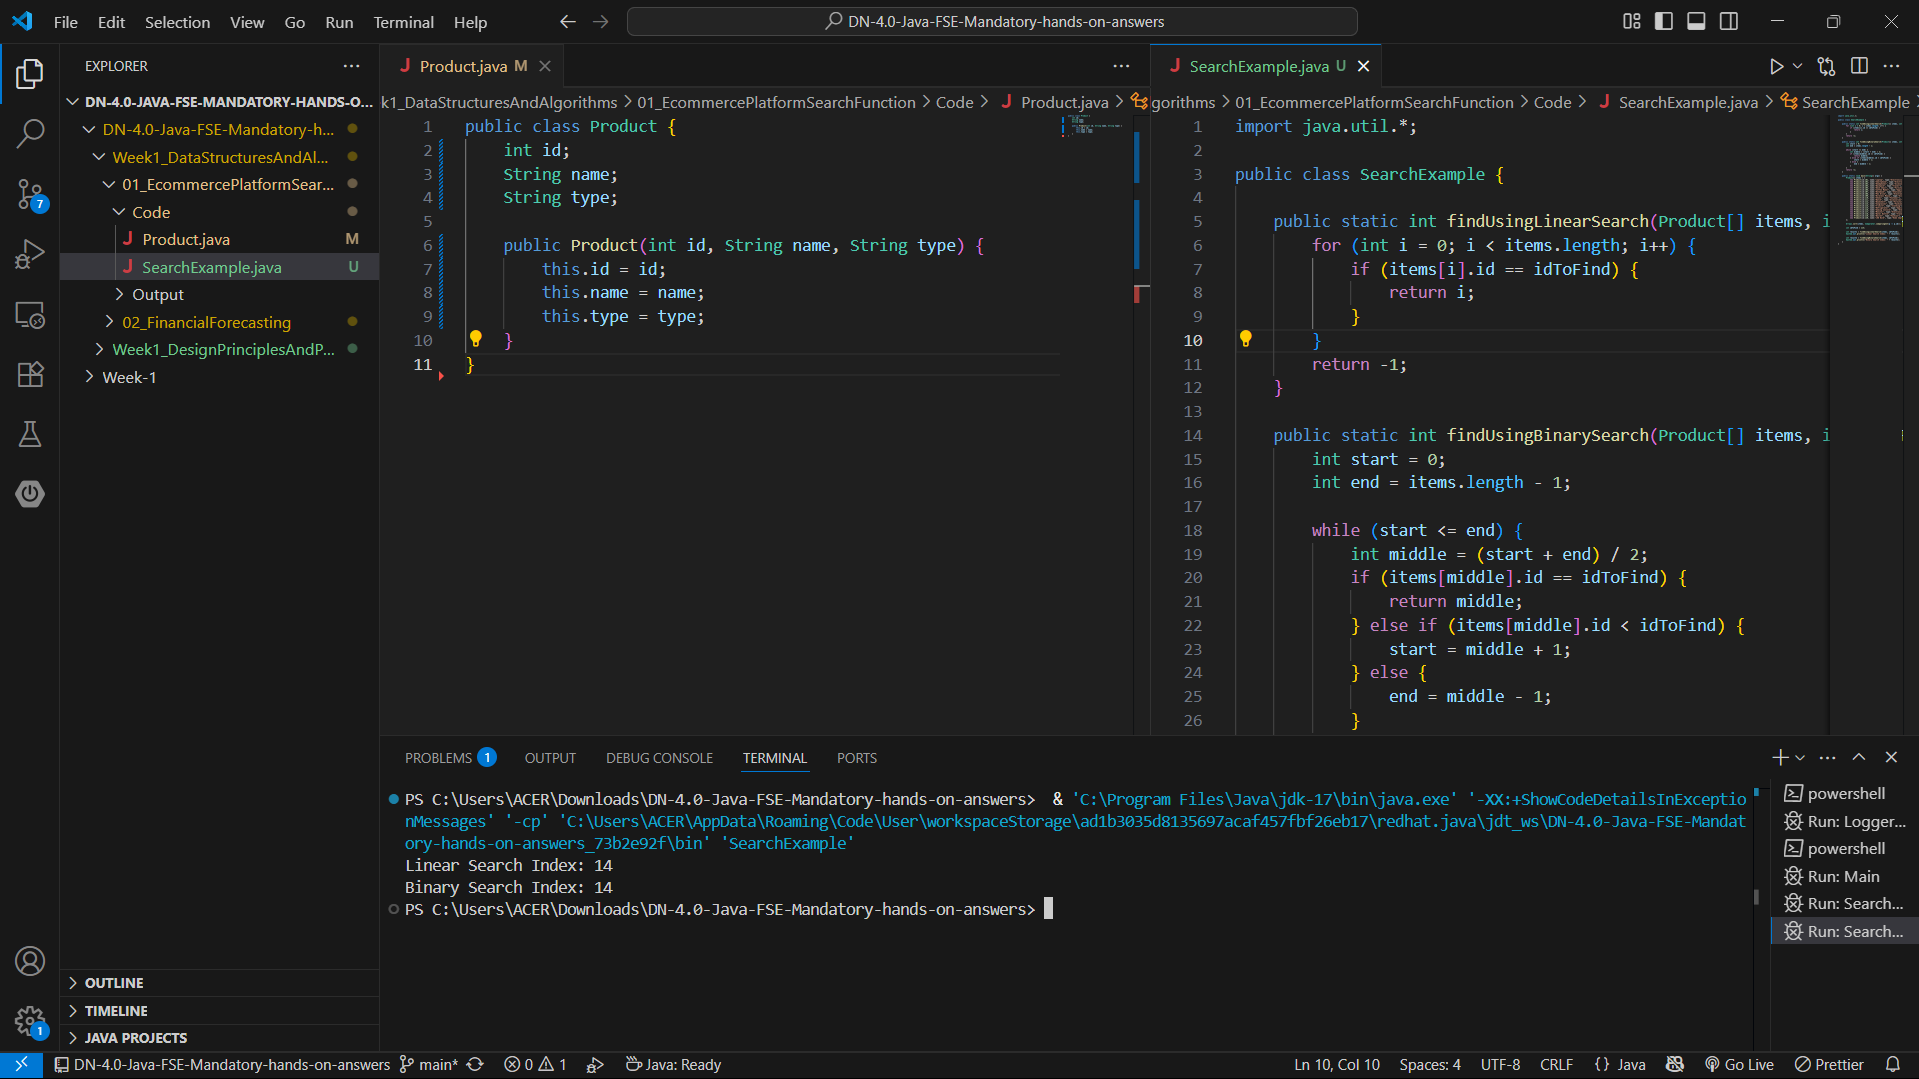 File Edit Selection View Go Run Terminal Help
DN-4.0-Java-FSE-Mandatory-hands-on-answers
EXPLORER
DN-4.0-JAVA-FSE-MANDATORY-HANDS-O...
DN-4.0-Java-FSE-Mandatory-h...
Week1_DataStructuresAndAl...
01_EcommercePlatformSear...
Code
Product.java M
SearchExample.java U
Output
02_FinancialForecasting
Week1_DesignPrinciplesAndP...
Week-1
OUTLINE
TIMELINE
JAVA PROJECTS
7
1
Product.java M
k1_DataStructuresAndAlgorithms > 01_EcommercePlatformSearchFunction > Code > Product.java >
1 public class Product {
2 int id;
3 String name;
4 String type;
5
6 public Product(int id, String name, String type) {
7 this.id = id;
8 this.name = name;
9 this.type = type;
10 }
11 }
SearchExample.java U
gorithms > 01_EcommercePlatformSearchFunction > Code > SearchExample.java > SearchExample
1 import java.util.*;
2
3 public class SearchExample {
4
5 public static int findUsingLinearSearch(Product[] items, i
6 for (int i = 0; i < items.length; i++) {
7 if (items[i].id == idToFind) {
8 return i;
9 }
10 }
11 return -1;
12 }
13
14 public static int findUsingBinarySearch(Product[] items, i
15 int start = 0;
16 int end = items.length - 1;
17
18 while (start <= end) {
19 int middle = (start + end) / 2;
20 if (items[middle].id == idToFind) {
21 return middle;
22 } else if (items[middle].id < idToFind) {
23 start = middle + 1;
24 } else {
25 end = middle - 1;
26 }
PROBLEMS 1 OUTPUT DEBUG CONSOLE TERMINAL PORTS
PS C:\Users\ACER\Downloads\DN-4.0-Java-FSE-Mandatory-hands-on-answers> & 'C:\Program Files\Java\jdk-17\bin\java.exe' '-XX:+ShowCodeDetailsInExceptio
nMessages' '-cp' 'C:\Users\ACER\AppData\Roaming\Code\User\workspaceStorage\ad1b3035d8135697acaf457fbf26eb17\redhat.java\jdt_ws\DN-4.0-Java-FSE-Mandat
ory-hands-on-answers_73b2e92f\bin' 'SearchExample'
Linear Search Index: 14
Binary Search Index: 14
PS C:\Users\ACER\Downloads\DN-4.0-Java-FSE-Mandatory-hands-on-answers>
powershell
Run: Logger...
powershell
Run: Main
Run: Search...
Run: Search...
DN-4.0-Java-FSE-Mandatory-hands-on-answers main* 0 1 Java: Ready Ln 10, Col 10 Spaces: 4 UTF-8 CRLF {} Java Go Live Prettier